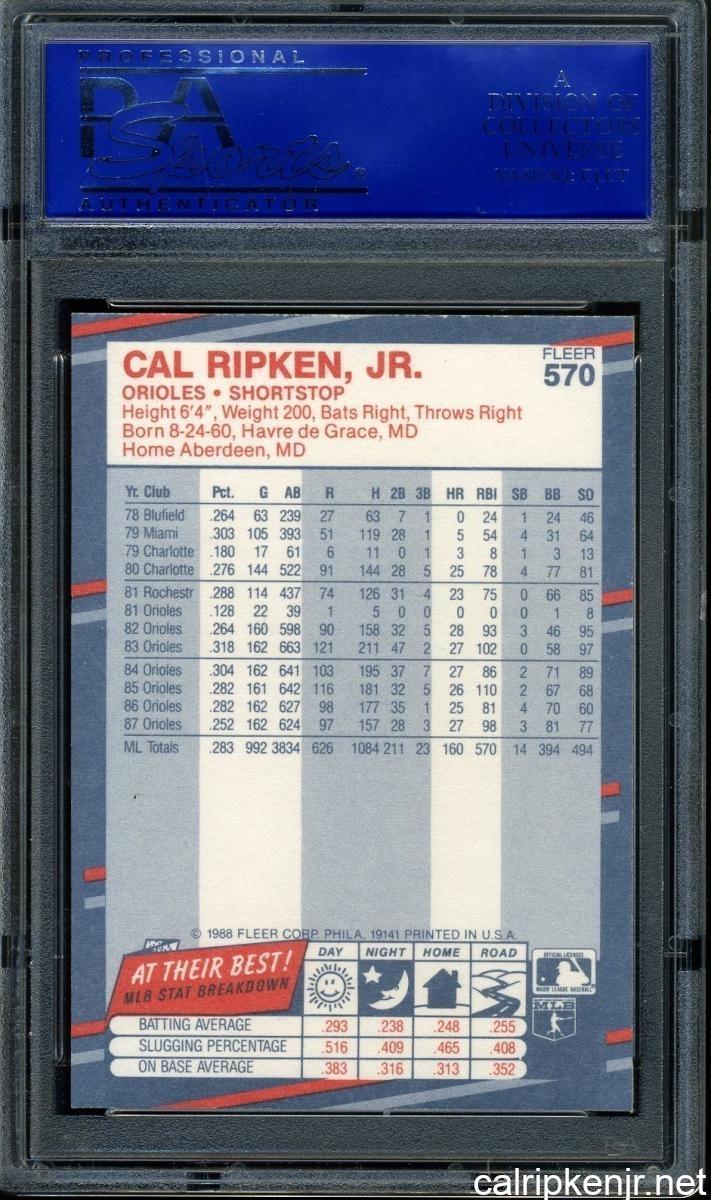 PROFESSIONAL
PSA
Sports
AUTHENTICATOR
A
DIVISION OF
COLLECTORS
UNIVERSE
NASDAQ: CLCT
CAL RIPKEN, JR.
FLEER
570
ORIOLES • SHORTSTOP
Height 6'4", Weight 200, Bats Right, Throws Right
Born 8-24-60, Havre de Grace, MD
Home Aberdeen, MD
Yr. Club Pct. G AB R H 2B 3B HR RBI SB BB SO
78 Blufield .264 63 239 27 63 7 1 0 24 1 24 46
79 Miami .303 105 393 51 119 28 1 5 54 4 31 64
79 Charlotte .180 17 61 6 11 0 1 3 8 1 3 13
80 Charlotte .276 144 522 91 144 28 5 25 78 4 77 81
81 Rochestr .288 114 437 74 126 31 4 23 75 0 66 85
81 Orioles .128 22 39 1 5 0 0 0 0 0 1 8
82 Orioles .264 160 598 90 158 32 5 28 93 3 46 95
83 Orioles .318 162 663 121 211 47 2 27 102 0 58 97
84 Orioles .304 162 641 103 195 37 7 27 86 2 71 89
85 Orioles .282 161 642 116 181 32 5 26 110 2 67 68
86 Orioles .282 162 627 98 177 35 1 25 81 4 70 60
87 Orioles .252 162 624 97 157 28 3 27 98 3 81 77
ML Totals .283 992 3834 626 1084 211 23 160 570 14 394 494
© 1988 FLEER CORP. PHILA. 19141 PRINTED IN U.S.A.
AT THEIR BEST!
MLB STAT BREAKDOWN
DAY NIGHT HOME ROAD
OFFICIAL LICENSEE
MAJOR LEAGUE BASEBALL
MLB
BATTING AVERAGE .293 .238 .248 .255
SLUGGING PERCENTAGE .516 .409 .465 .408
ON BASE AVERAGE .383 .316 .313 .352
calripkenjr.net